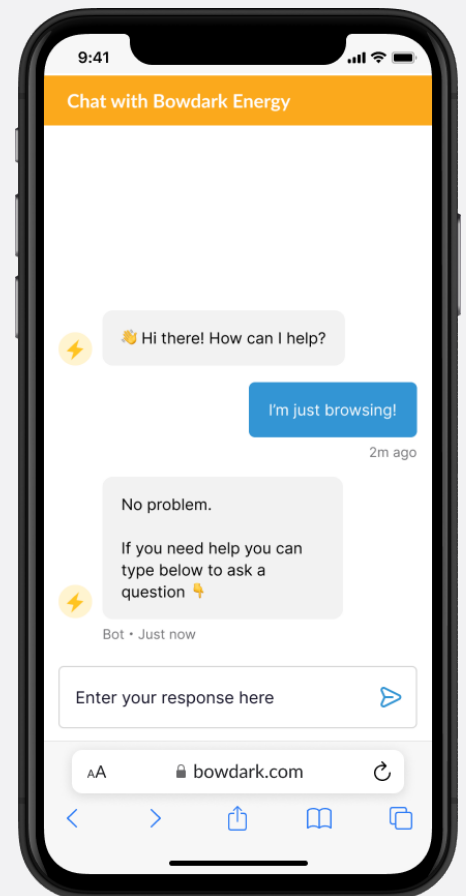 9:41
Chat with Bowdark Energy
👋 Hi there! How can I help?
I'm just browsing!
2m ago
No problem.
If you need help you can
type below to ask a
question 👇
Bot • Just now
Enter your response here
AA bowdark.com